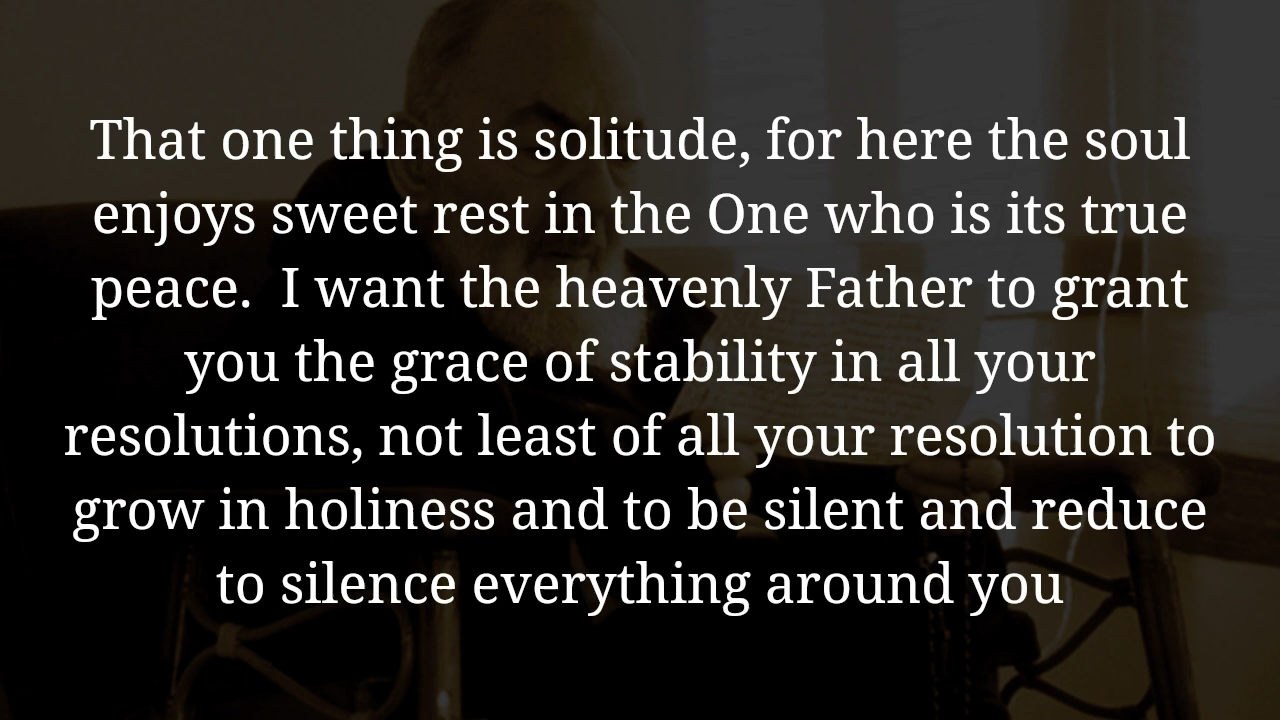 That one thing is solitude, for here the soul
enjoys sweet rest in the One who is its true
peace.  I want the heavenly Father to grant
you the grace of stability in all your
resolutions, not least of all your resolution to
grow in holiness and to be silent and reduce
to silence everything around you